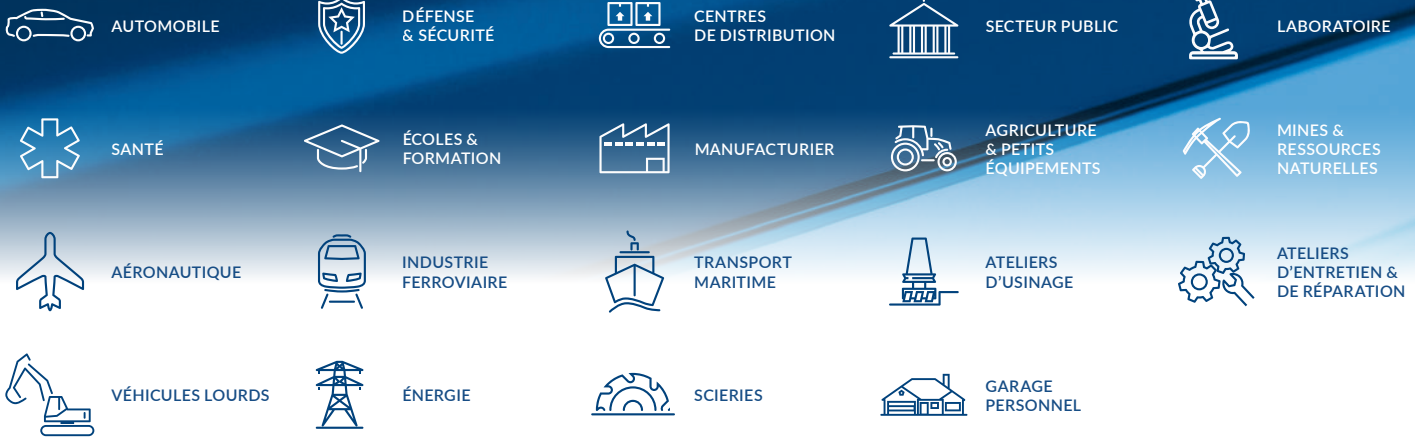 AUTOMOBILE
DÉFENSE
& SÉCURITÉ
CENTRES
DE DISTRIBUTION
SECTEUR PUBLIC
LABORATOIRE
SANTÉ
ÉCOLES &
FORMATION
MANUFACTURIER
AGRICULTURE
& PETITS
ÉQUIPEMENTS
MINES &
RESSOURCES
NATURELLES
AÉRONAUTIQUE
INDUSTRIE
FERROVIAIRE
TRANSPORT
MARITIME
ATELIERS
D'USINAGE
ATELIERS
D'ENTRETIEN &
DE RÉPARATION
VÉHICULES LOURDS
ÉNERGIE
SCIERIES
GARAGE
PERSONNEL